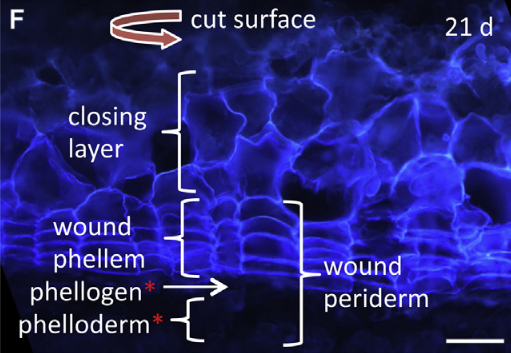 F
cut surface
21 d
closing
layer
wound
phellem
phellogen*
phelloderm*
wound
periderm